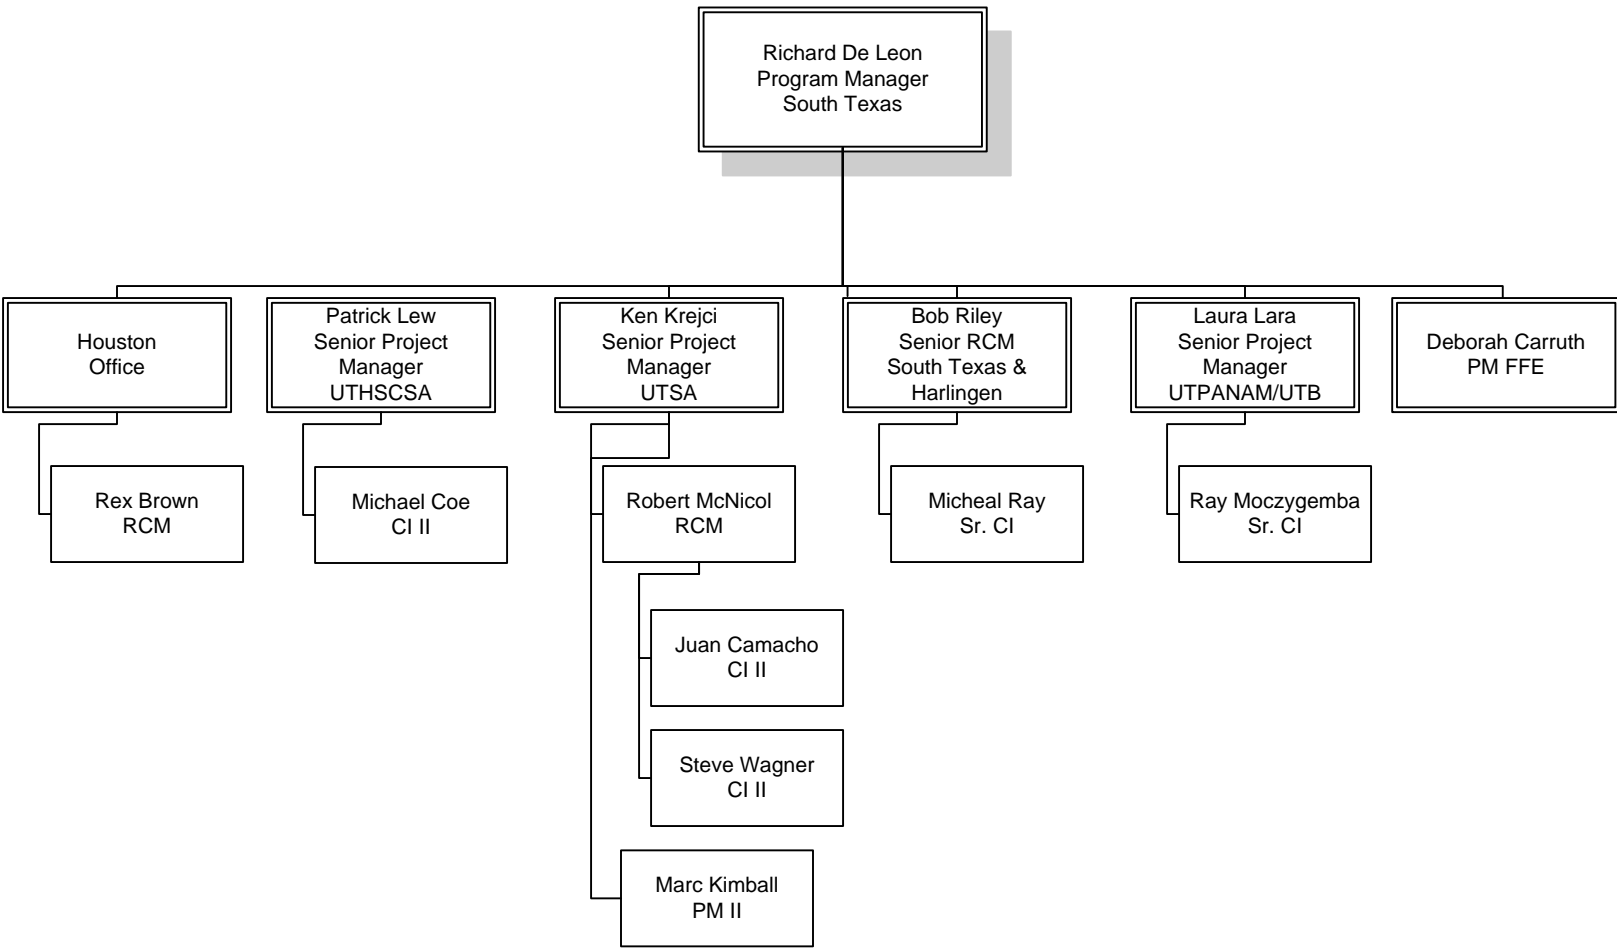 Richard De Leon
Program Manager
South Texas
Houston
Office
Patrick Lew
Senior Project
Manager
UTHSCSA
Ken Krejci
Senior Project
Manager
UTSA
Bob Riley
Senior RCM
South Texas &
Harlingen
Laura Lara
Senior Project
Manager
UTPANAM/UTB
Deborah Carruth
PM FFE
Rex Brown
RCM
Michael Coe
CI II
Robert McNicol
RCM
Micheal Ray
Sr. CI
Ray Moczygemba
Sr. CI
Juan Camacho
CI II
Steve Wagner
CI II
Marc Kimball
PM II